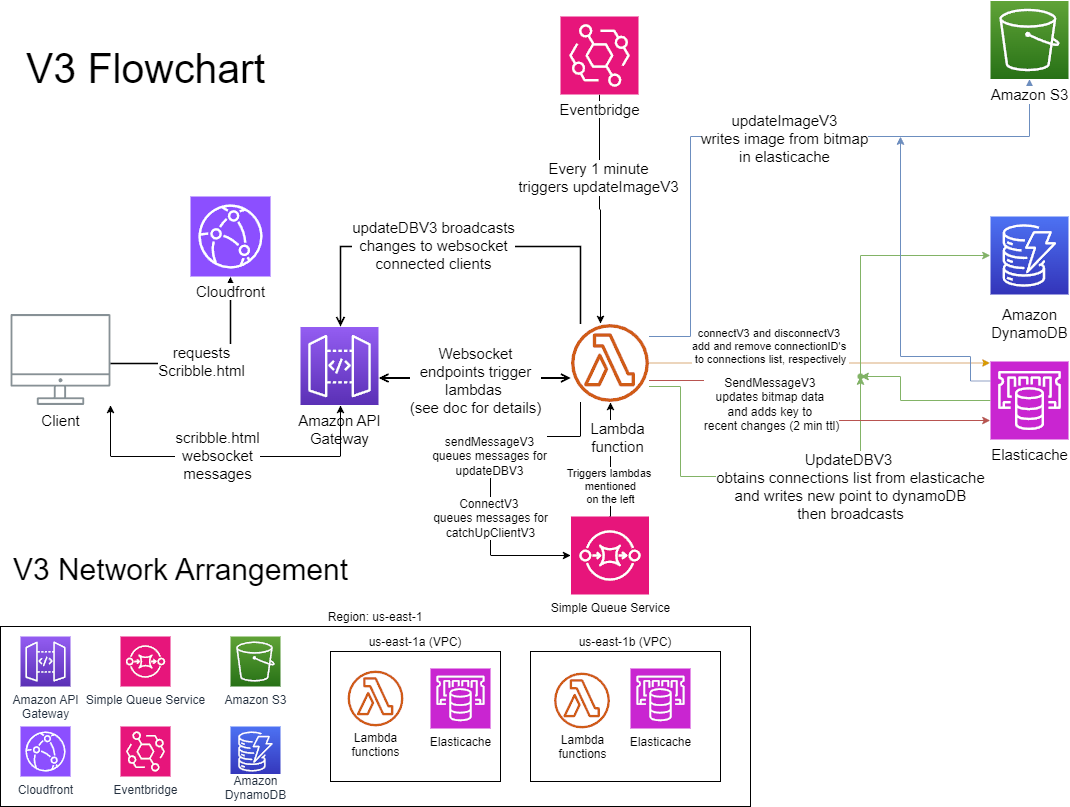 V3 Flowchart
Eventbridge
Amazon S3
updateImageV3
writes image from bitmap
in elasticache
Every 1 minute
triggers updateImageV3
Cloudfront
updateDBV3 broadcasts
changes to websocket
connected clients
Amazon
DynamoDB
requests
Scribble.html
Client
Amazon API
Gateway
Websocket
endpoints trigger
lambdas
(see doc for details)
connectV3 and disconnectV3
add and remove connectionID's
to connections list, respectively
SendMessageV3
updates bitmap data
and adds key to
recent changes (2 min ttl)
Elasticache
scribble.html
websocket
messages
Lambda
function
sendMessageV3
queues messages for
updateDBV3
Triggers lambdas
mentioned
on the left
UpdateDBV3
obtains connections list from elasticache
and writes new point to dynamoDB
then broadcasts
ConnectV3
queues messages for
catchUpClientV3
Simple Queue Service
V3 Network Arrangement
Region: us-east-1
us-east-1a (VPC)
us-east-1b (VPC)
Amazon API
Gateway
Simple Queue Service
Amazon S3
Lambda
functions
Elasticache
Lambda
functions
Elasticache
Cloudfront
Eventbridge
Amazon
DynamoDB